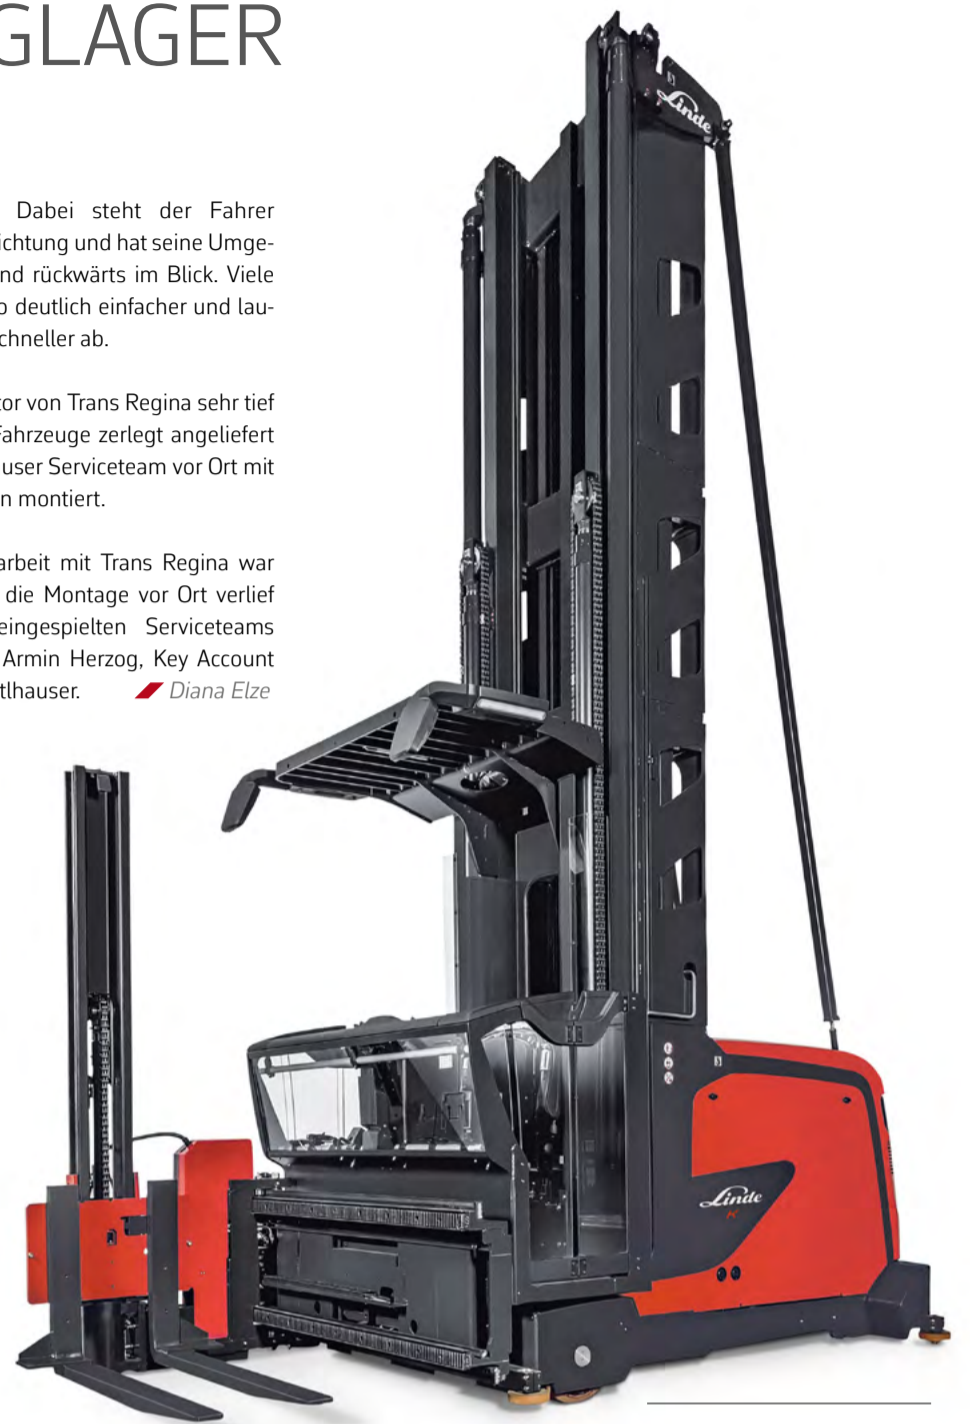 GLAGER
Dabei steht der Fahrer
ichtung und hat seine Umge-
nd rückwärts im Blick. Viele
o deutlich einfacher und lau-
chneller ab.
tor von Trans Regina sehr tief
Fahrzeuge zerlegt angeliefert
user Serviceteam vor Ort mit
n montiert.
arbeit mit Trans Regina war
die Montage vor Ort verlief
eingespielten Serviceteams
Armin Herzog, Key Account
tlhauser. Diana Elze
Linde
Linde
K